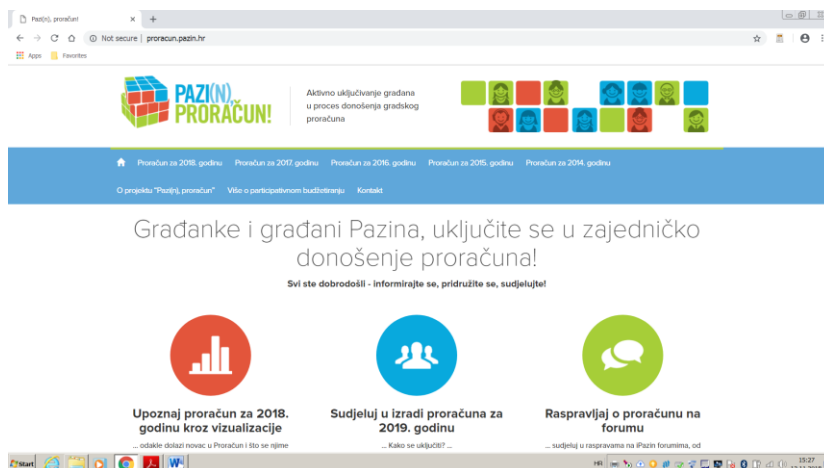 Pazi(n), proračun!
Not secure | proracun.pazin.hr
Apps Favorites
PAZI(N),
PRORAČUN!
Aktivno uključivanje građana
u proces donošenja gradskog
proračuna
Proračun za 2018. godinu Proračun za 2017. godinu Proračun za 2016. godinu Proračun za 2015. godinu Proračun za 2014. godinu
O projektu "Pazi(n), proračun" Više o participativnom budžetiranju Kontakt
Građanke i građani Pazina, uključite se u zajedničko
donošenje proračuna!
Svi ste dobrodošli - informirajte se, pridružite se, sudjelujte!
Upoznaj proračun za 2018.
godinu kroz vizualizacije
... odakle dolazi novac u Proračun i što se njime
Sudjeluj u izradi proračuna za
2019. godinu
... Kako se uključiti? ...
Raspravljaj o proračunu na
forumu
... sudjeluj u raspravama na iPazin forumima, od
Start
HR
15:27